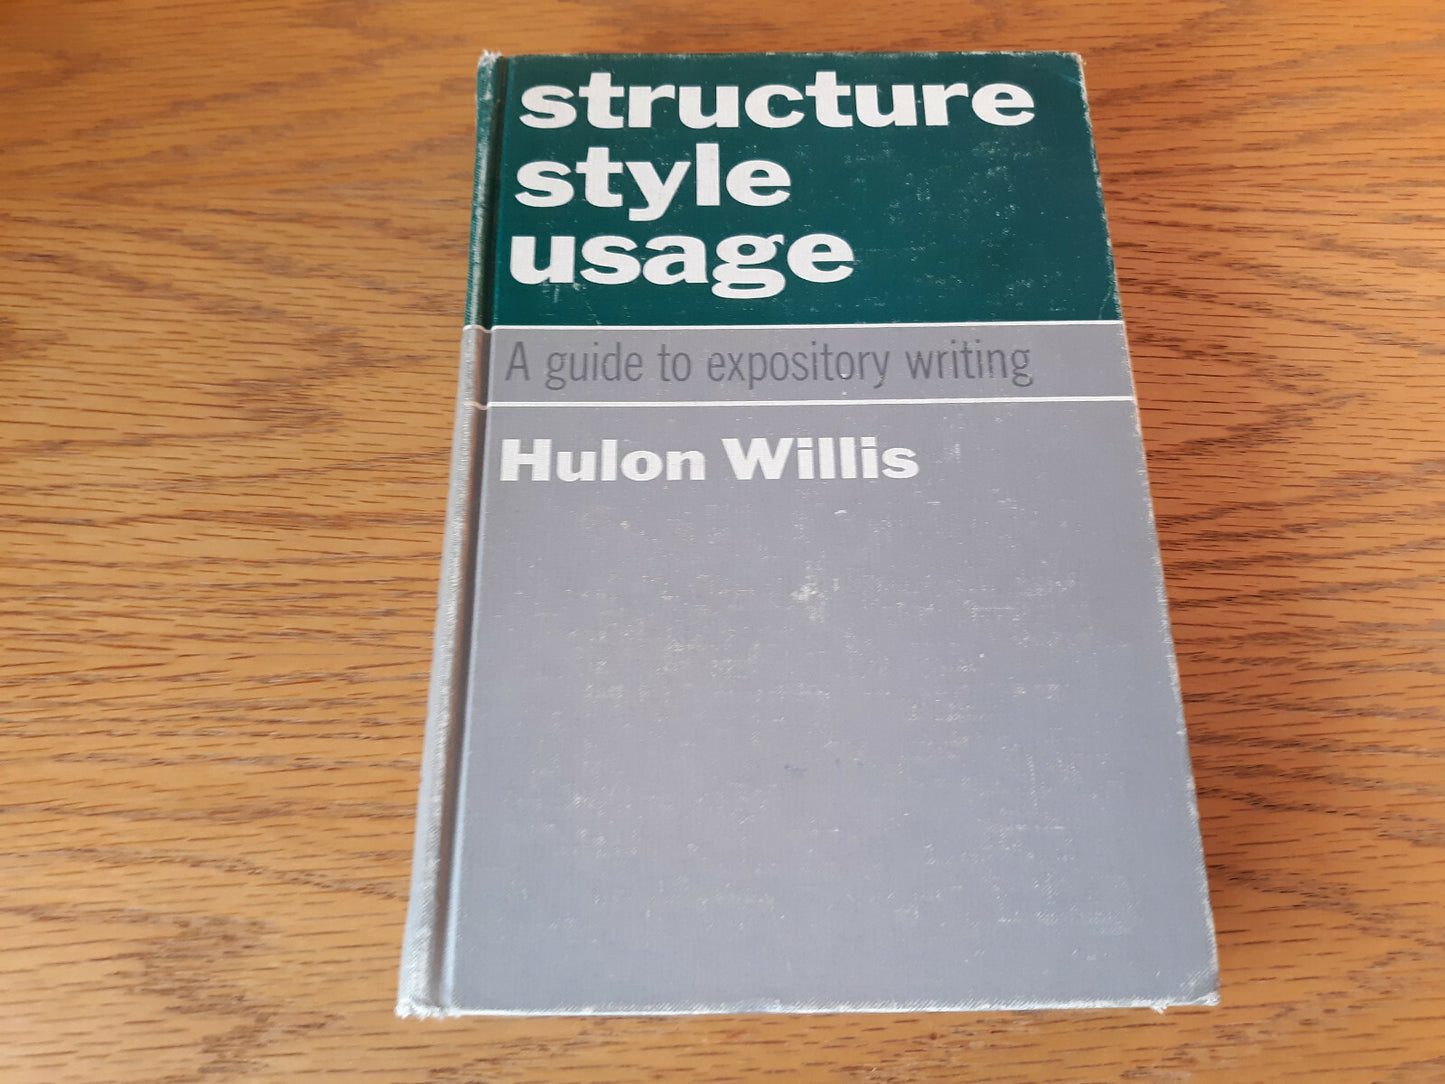 structure
style
usage
A guide to expository writing
Hulon Willis